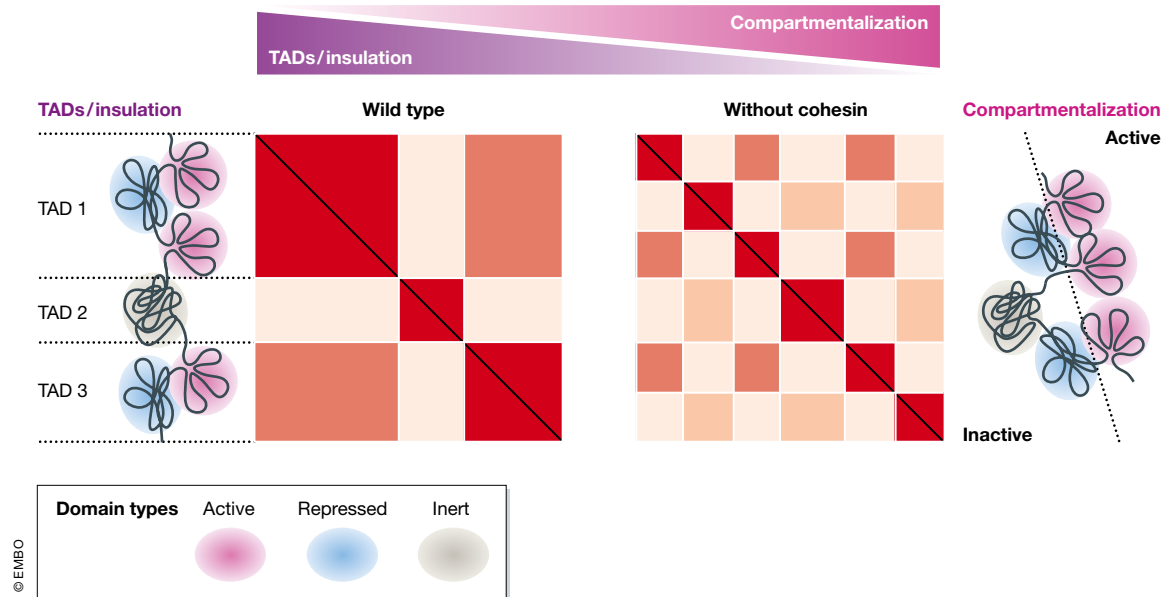 Compartmentalization
TADs/insulation
TADs/insulation
Wild type
Without cohesin
Compartmentalization
Active
TAD 1
TAD 2
TAD 3
Inactive
Domain types
Active
Repressed
Inert
© EMBO